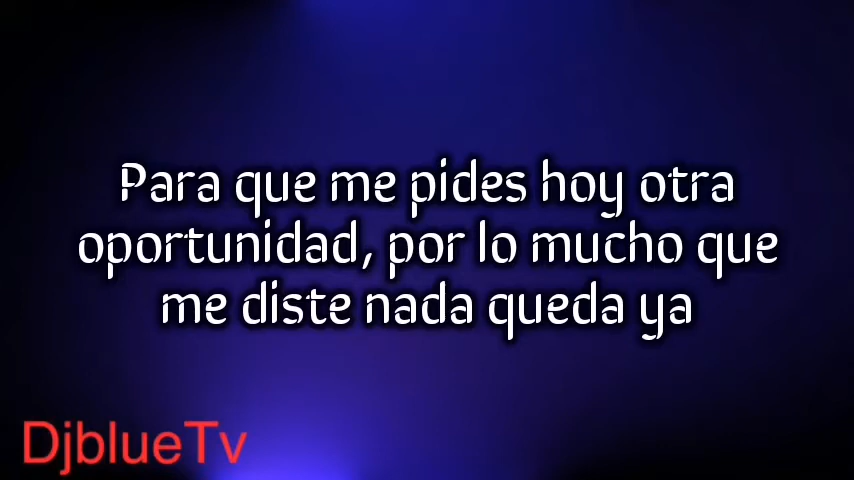 Para que me pides hoy otra
oportunidad, por lo mucho que
me diste nada queda ya
DjblueTv